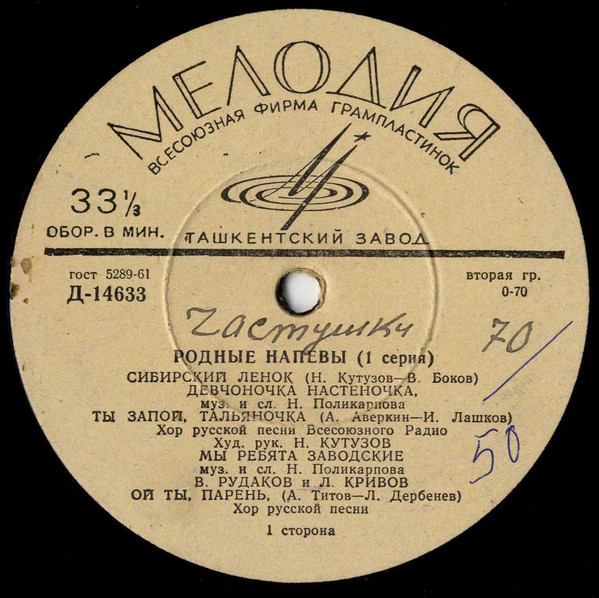 МЕЛОДИЯ
ВСЕСОЮЗНАЯ ФИРМА ГРАМПЛАСТИНОК
33⅓
ОБОР. В МИН.
ТАШКЕНТСКИЙ ЗАВОД
гост 5289-61
Д-14633
вторая гр.
0-70
Частушки
70/50
РОДНЫЕ НАПЕВЫ (1 серия)
СИБИРСКИЙ ЛЕНОК (Н. Кутузов—В. Боков)
ДЕВЧОНОЧКА НАСТЕНОЧКА,
муз. и сл. Н. Поликарпова
ТЫ ЗАПОЙ, ТАЛЬЯНОЧКА (А. Аверкин—И. Лашков)
Хор русской песни Всесоюзного Радио
Худ. рук. Н. КУТУЗОВ
МЫ РЕБЯТА ЗАВОДСКИЕ
муз. и сл. Н. Поликарпова
В. РУДАКОВ и Л. КРИВОВ
ОЙ ТЫ, ПАРЕНЬ, (А. Титов—Л. Дербенев)
Хор русской песни
1 сторона